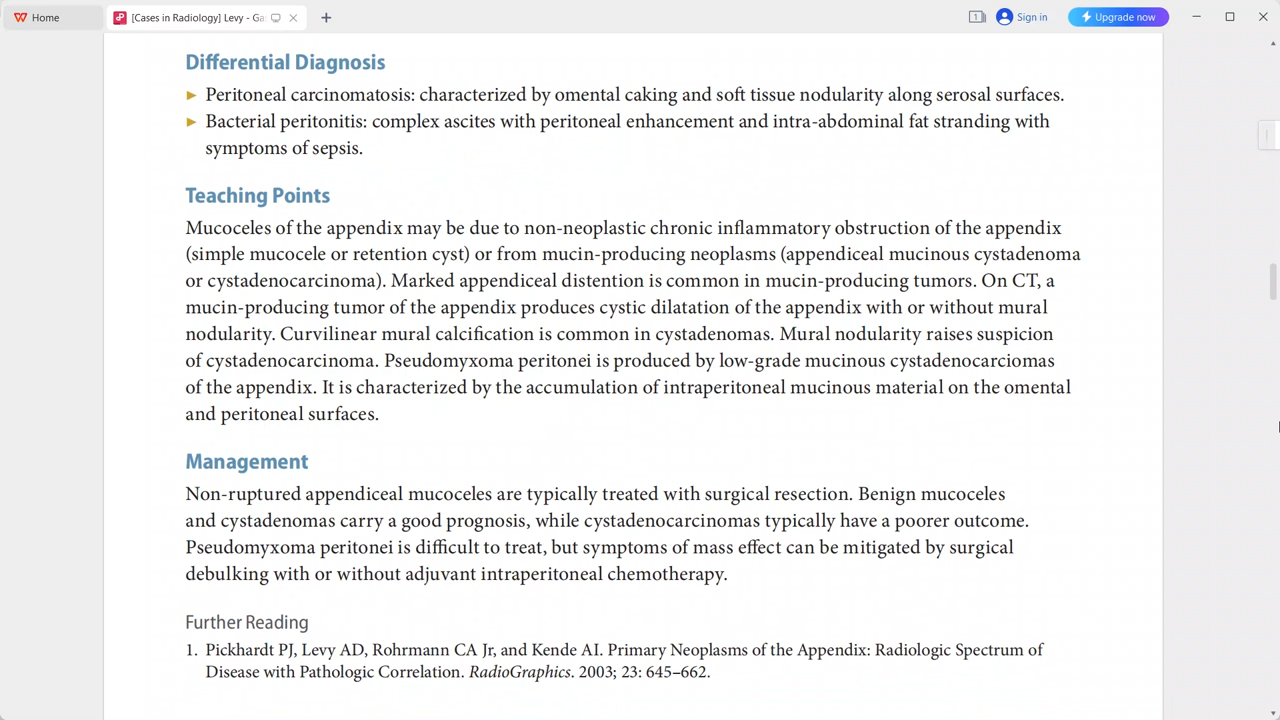 Home
[Cases in Radiology] Levy - Ga
1
Sign in
Upgrade now
Differential Diagnosis
► Peritoneal carcinomatosis: characterized by omental caking and soft tissue nodularity along serosal surfaces.
► Bacterial peritonitis: complex ascites with peritoneal enhancement and intra-abdominal fat stranding with
symptoms of sepsis.
Teaching Points
Mucoceles of the appendix may be due to non-neoplastic chronic inflammatory obstruction of the appendix
(simple mucocele or retention cyst) or from mucin-producing neoplasms (appendiceal mucinous cystadenoma
or cystadenocarcinoma). Marked appendiceal distention is common in mucin-producing tumors. On CT, a
mucin-producing tumor of the appendix produces cystic dilatation of the appendix with or without mural
nodularity. Curvilinear mural calcification is common in cystadenomas. Mural nodularity raises suspicion
of cystadenocarcinoma. Pseudomyxoma peritonei is produced by low-grade mucinous cystadenocarciomas
of the appendix. It is characterized by the accumulation of intraperitoneal mucinous material on the omental
and peritoneal surfaces.
Management
Non-ruptured appendiceal mucoceles are typically treated with surgical resection. Benign mucoceles
and cystadenomas carry a good prognosis, while cystadenocarcinomas typically have a poorer outcome.
Pseudomyxoma peritonei is difficult to treat, but symptoms of mass effect can be mitigated by surgical
debulking with or without adjuvant intraperitoneal chemotherapy.
Further Reading
1. Pickhardt PJ, Levy AD, Rohrmann CA Jr, and Kende AI. Primary Neoplasms of the Appendix: Radiologic Spectrum of
Disease with Pathologic Correlation. RadioGraphics. 2003; 23: 645–662.